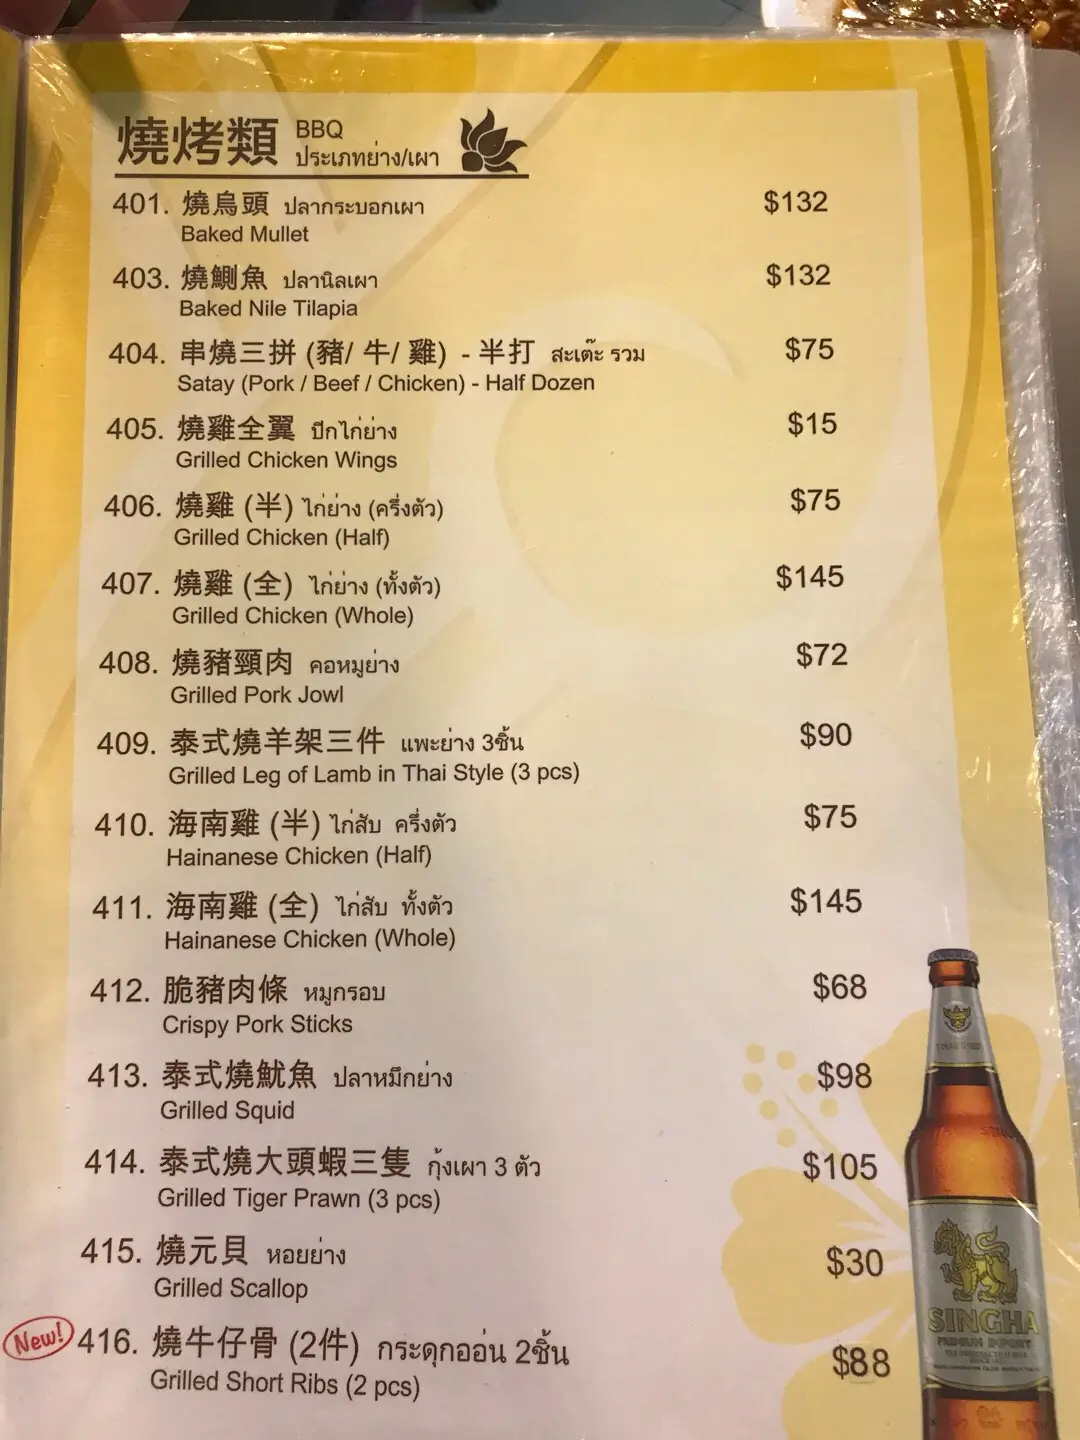 燒烤類 BBQ
ประเภทย่าง/เผา
401. 燒烏頭 ปลากระบอกเผา $132
Baked Mullet
403. 燒鰂魚 ปลานิลเผา $132
Baked Nile Tilapia
404. 串燒三拼 (豬/ 牛/ 雞) - 半打 สะเต๊ะ รวม $75
Satay (Pork / Beef / Chicken) - Half Dozen
405. 燒雞全翼 ปีกไก่ย่าง $15
Grilled Chicken Wings
406. 燒雞 (半) ไก่ย่าง (ครึ่งตัว) $75
Grilled Chicken (Half)
407. 燒雞 (全) ไก่ย่าง (ทั้งตัว) $145
Grilled Chicken (Whole)
408. 燒豬頸肉 คอหมูย่าง $72
Grilled Pork Jowl
409. 泰式燒羊架三件 แพะย่าง 3ชิ้น $90
Grilled Leg of Lamb in Thai Style (3 pcs)
410. 海南雞 (半) ไก่สับ ครึ่งตัว $75
Hainanese Chicken (Half)
411. 海南雞 (全) ไก่สับ ทั้งตัว $145
Hainanese Chicken (Whole)
412. 脆豬肉條 หมูกรอบ $68
Crispy Pork Sticks
413. 泰式燒魷魚 ปลาหมึกย่าง $98
Grilled Squid
414. 泰式燒大頭蝦三隻 กุ้งเผา 3 ตัว $105
Grilled Tiger Prawn (3 pcs)
415. 燒元貝 หอยย่าง $30
Grilled Scallop
New! 416. 燒牛仔骨 (2件) กระดุกออ่น 2ชิ้น $88
Grilled Short Ribs (2 pcs)
SINGHA
PREMIUM IMPORT